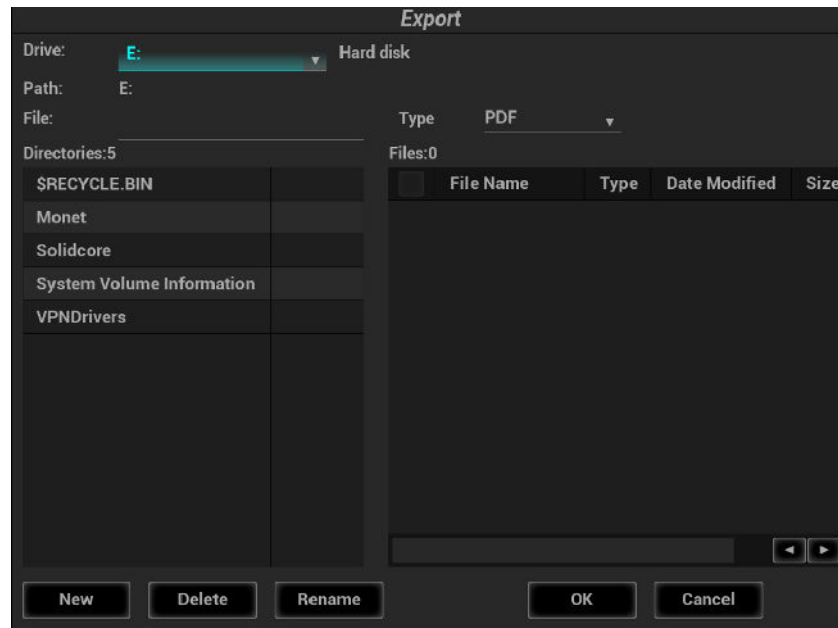 Export
Drive: E: Hard disk
Path: E:
File: Type PDF
Directories:5 Files:0
$RECYCLE.BIN File Name Type Date Modified Size
Monet
Solidcore
System Volume Information
VPNDrivers
New Delete Rename OK Cancel